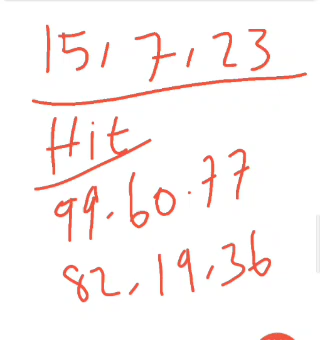 15, 7, 23
Hit
99. 60. 77
82, 19, 36